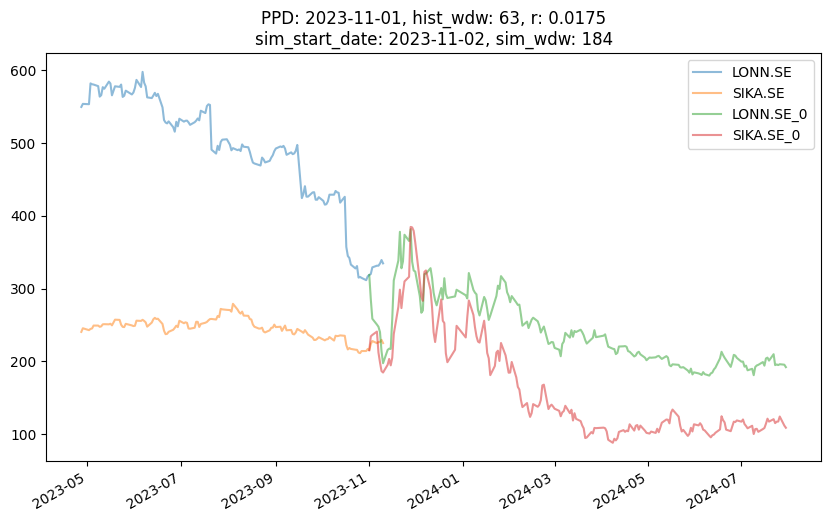 PPD: 2023-11-01, hist_wdw: 63, r: 0.0175
sim_start_date: 2023-11-02, sim_wdw: 184
LONN.SE
SIKA.SE
LONN.SE_0
SIKA.SE_0
600
500
400
300
200
100
2023-05
2023-07
2023-09
2023-11
2024-01
2024-03
2024-05
2024-07